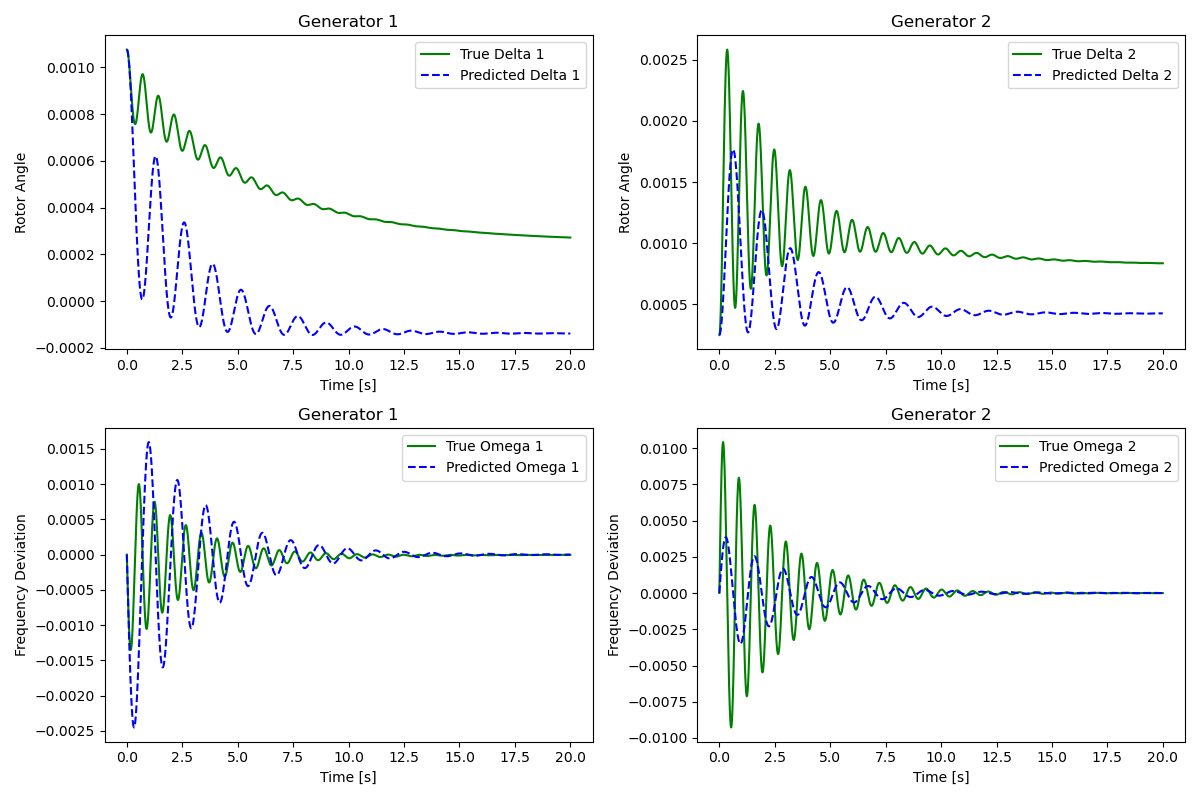 Generator 1
True Delta 1
Predicted Delta 1
Rotor Angle
0.0010
0.0008
0.0006
0.0004
0.0002
0.0000
−0.0002
0.0 2.5 5.0 7.5 10.0 12.5 15.0 17.5 20.0
Time [s]
Generator 2
True Delta 2
Predicted Delta 2
Rotor Angle
0.0025
0.0020
0.0015
0.0010
0.0005
0.0 2.5 5.0 7.5 10.0 12.5 15.0 17.5 20.0
Time [s]
Generator 1
True Omega 1
Predicted Omega 1
Frequency Deviation
0.0015
0.0010
0.0005
0.0000
−0.0005
−0.0010
−0.0015
−0.0020
−0.0025
0.0 2.5 5.0 7.5 10.0 12.5 15.0 17.5 20.0
Time [s]
Generator 2
True Omega 2
Predicted Omega 2
Frequency Deviation
0.0100
0.0075
0.0050
0.0025
0.0000
−0.0025
−0.0050
−0.0075
−0.0100
0.0 2.5 5.0 7.5 10.0 12.5 15.0 17.5 20.0
Time [s]